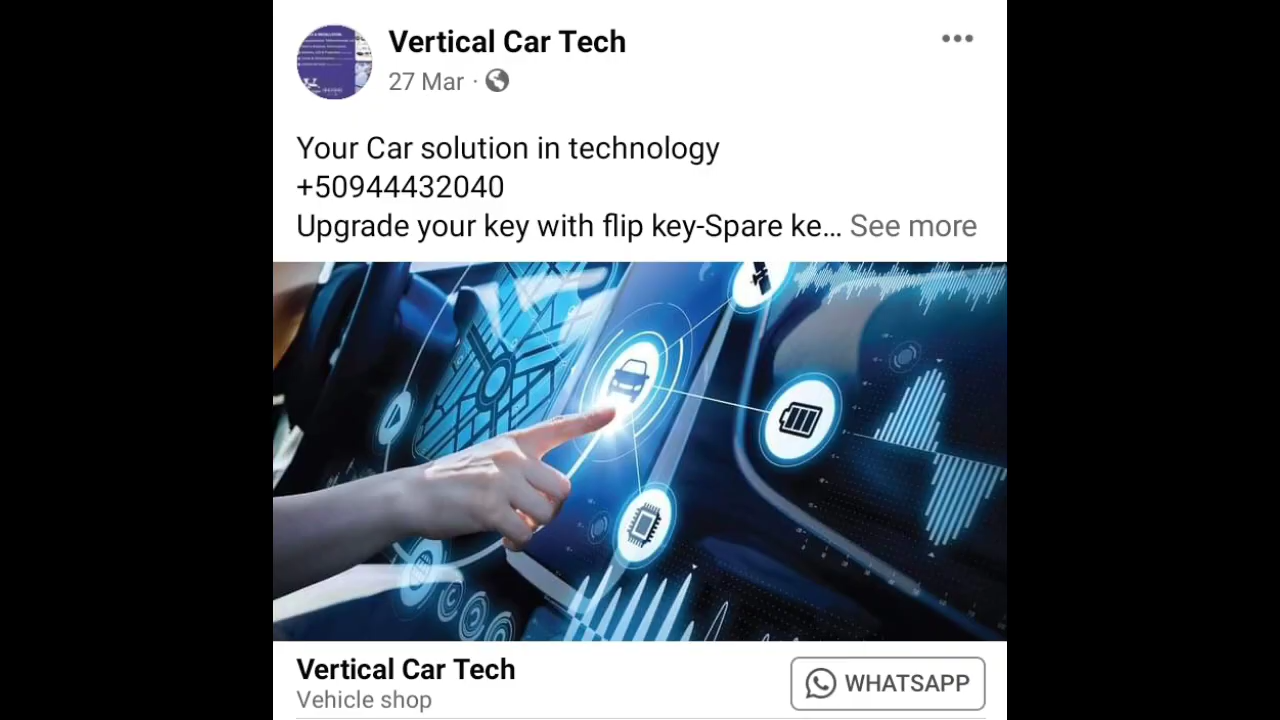 Vertical Car Tech
27 Mar ·
Your Car solution in technology
+50944432040
Upgrade your key with flip key-Spare ke... See more
Vertical Car Tech
Vehicle shop
WHATSAPP